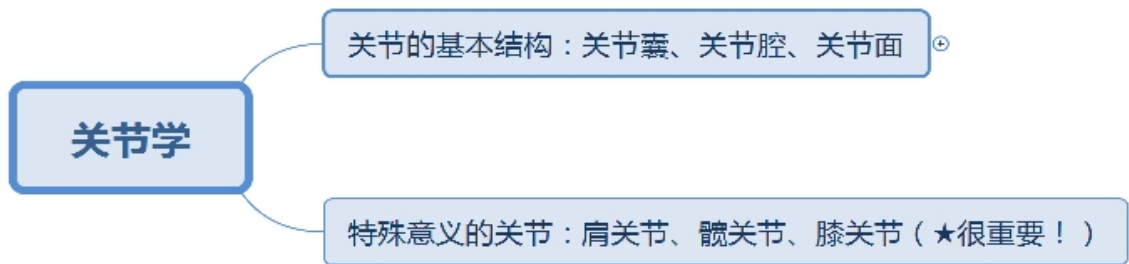 关节的基本结构：关节囊、关节腔、关节面
关节学
特殊意义的关节：肩关节、髋关节、膝关节（★很重要！）